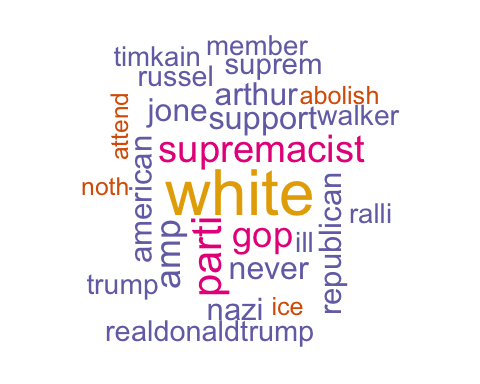 member
timkain
suprem
russel
arthur
abolish
jone
support
walker
attend
supremacist
american
white
noth
republican
parti
gop
ill
ralli
amp
never
trump
nazi
ice
realdonaldtrump